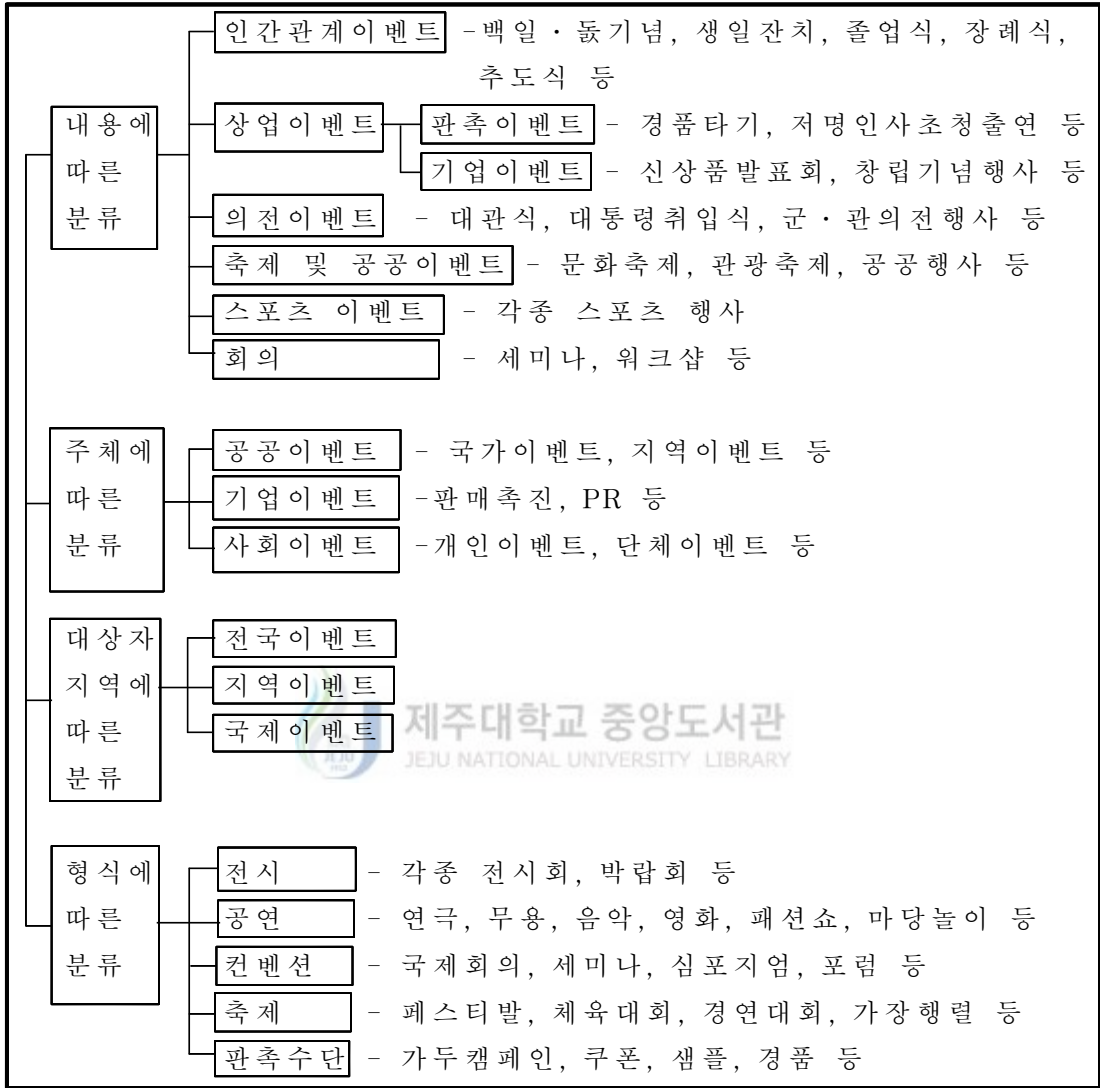 인간관계이벤트 -백일·돐기념, 생일잔치, 졸업식, 장례식,
추도식 등
내용에
따른
분류
상업이벤트 판촉이벤트 - 경품타기, 저명인사초청출연 등
기업이벤트 - 신상품발표회, 창립기념행사 등
의전이벤트 - 대관식, 대통령취임식, 군·관의전행사 등
축제 및 공공이벤트 - 문화축제, 관광축제, 공공행사 등
스포츠 이벤트 - 각종 스포츠 행사
회의 - 세미나, 워크샵 등
주체에
따른
분류
공공이벤트 - 국가이벤트, 지역이벤트 등
기업이벤트 -판매촉진, PR 등
사회이벤트 -개인이벤트, 단체이벤트 등
대상자
지역에
따른
분류
전국이벤트
지역이벤트
국제이벤트
제주대학교 중앙도서관
JEJU NATIONAL UNIVERSITY LIBRARY
JEJU
1952
형식에
따른
분류
전시 - 각종 전시회, 박람회 등
공연 - 연극, 무용, 음악, 영화, 패션쇼, 마당놀이 등
컨벤션 - 국제회의, 세미나, 심포지엄, 포럼 등
축제 - 페스티발, 체육대회, 경연대회, 가장행렬 등
판촉수단 - 가두캠페인, 쿠폰, 샘플, 경품 등